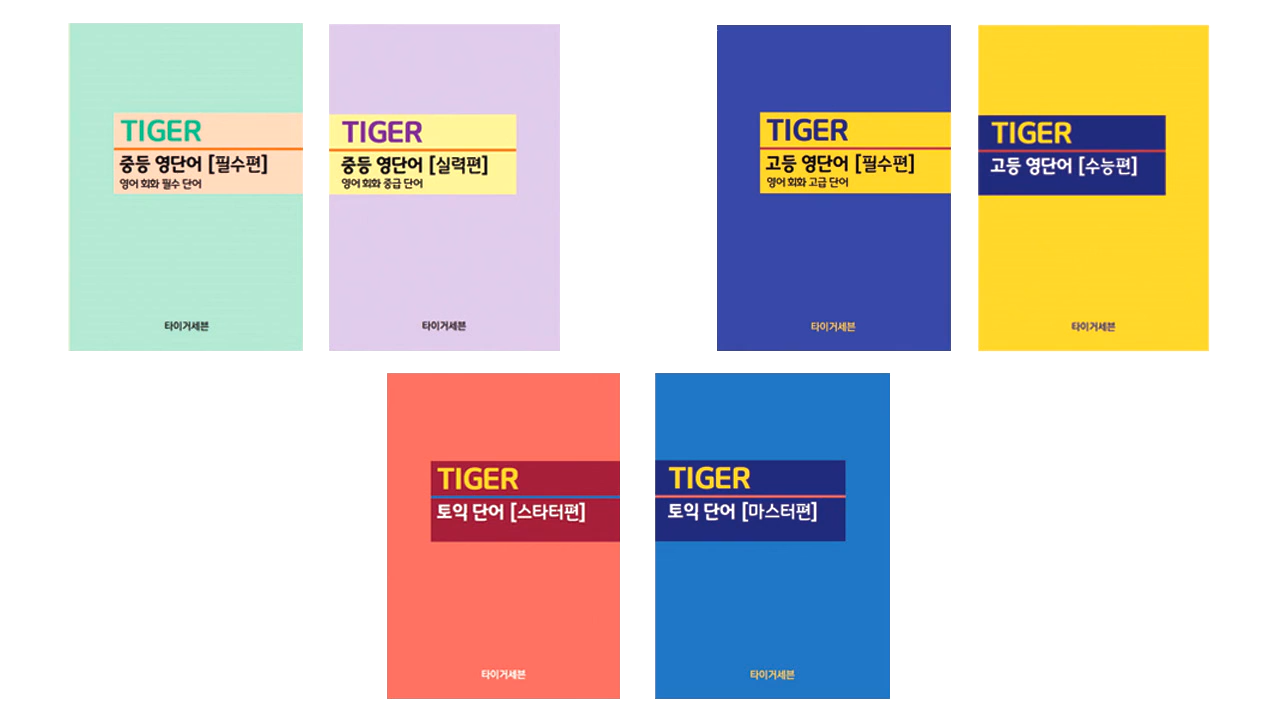 TIGER
중등 영단어 [필수편]
영어 회화 필수 단어
타이거세븐
TIGER
중등 영단어 [실력편]
영어 회화 중급 단어
타이거세븐
TIGER
고등 영단어 [필수편]
영어 회화 고급 단어
타이거세븐
TIGER
고등 영단어 [수능편]
타이거세븐
TIGER
토익 단어 [스타터편]
타이거세븐
TIGER
토익 단어 [마스터편]
타이거세븐